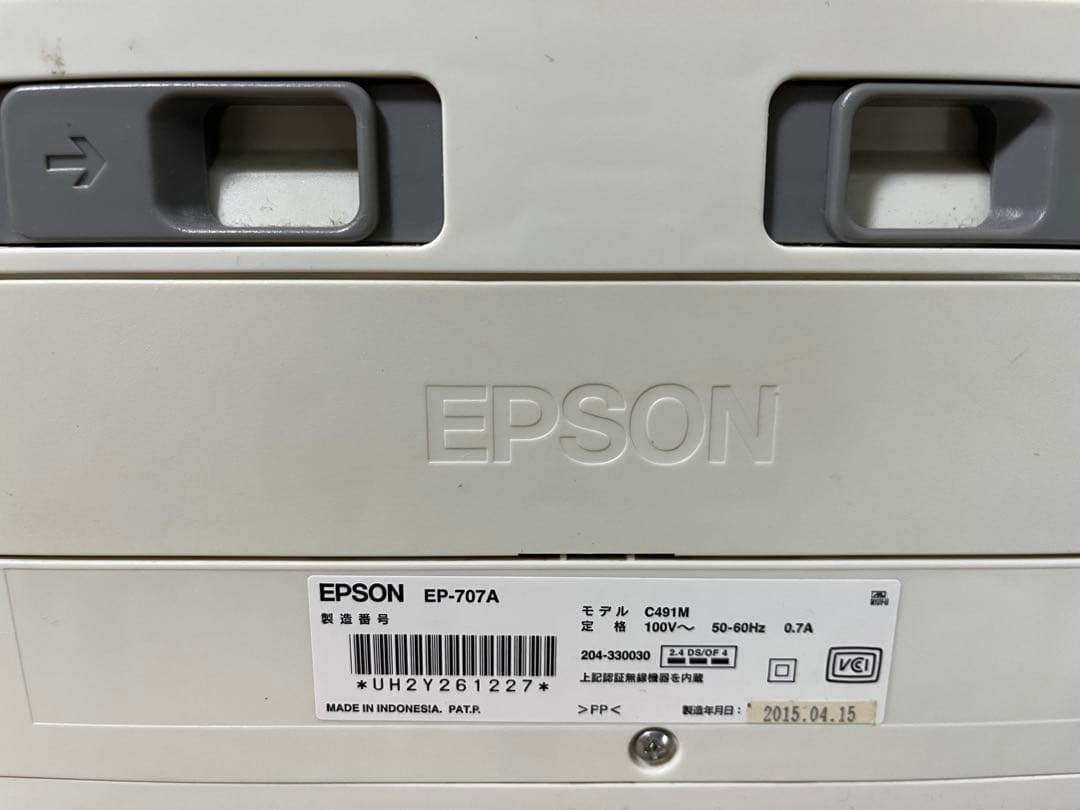 EPSON
EPSON EP-707A
製造番号
*UH2Y261227*
MADE IN INDONESIA. PAT.P.
モデル C491M
定格 100V～ 50-60Hz 0.7A
204-330030 2.4 DS/OF 4
上記認証無線機器を内蔵
VCI
>PP<
製造年月日： 2015.04.15